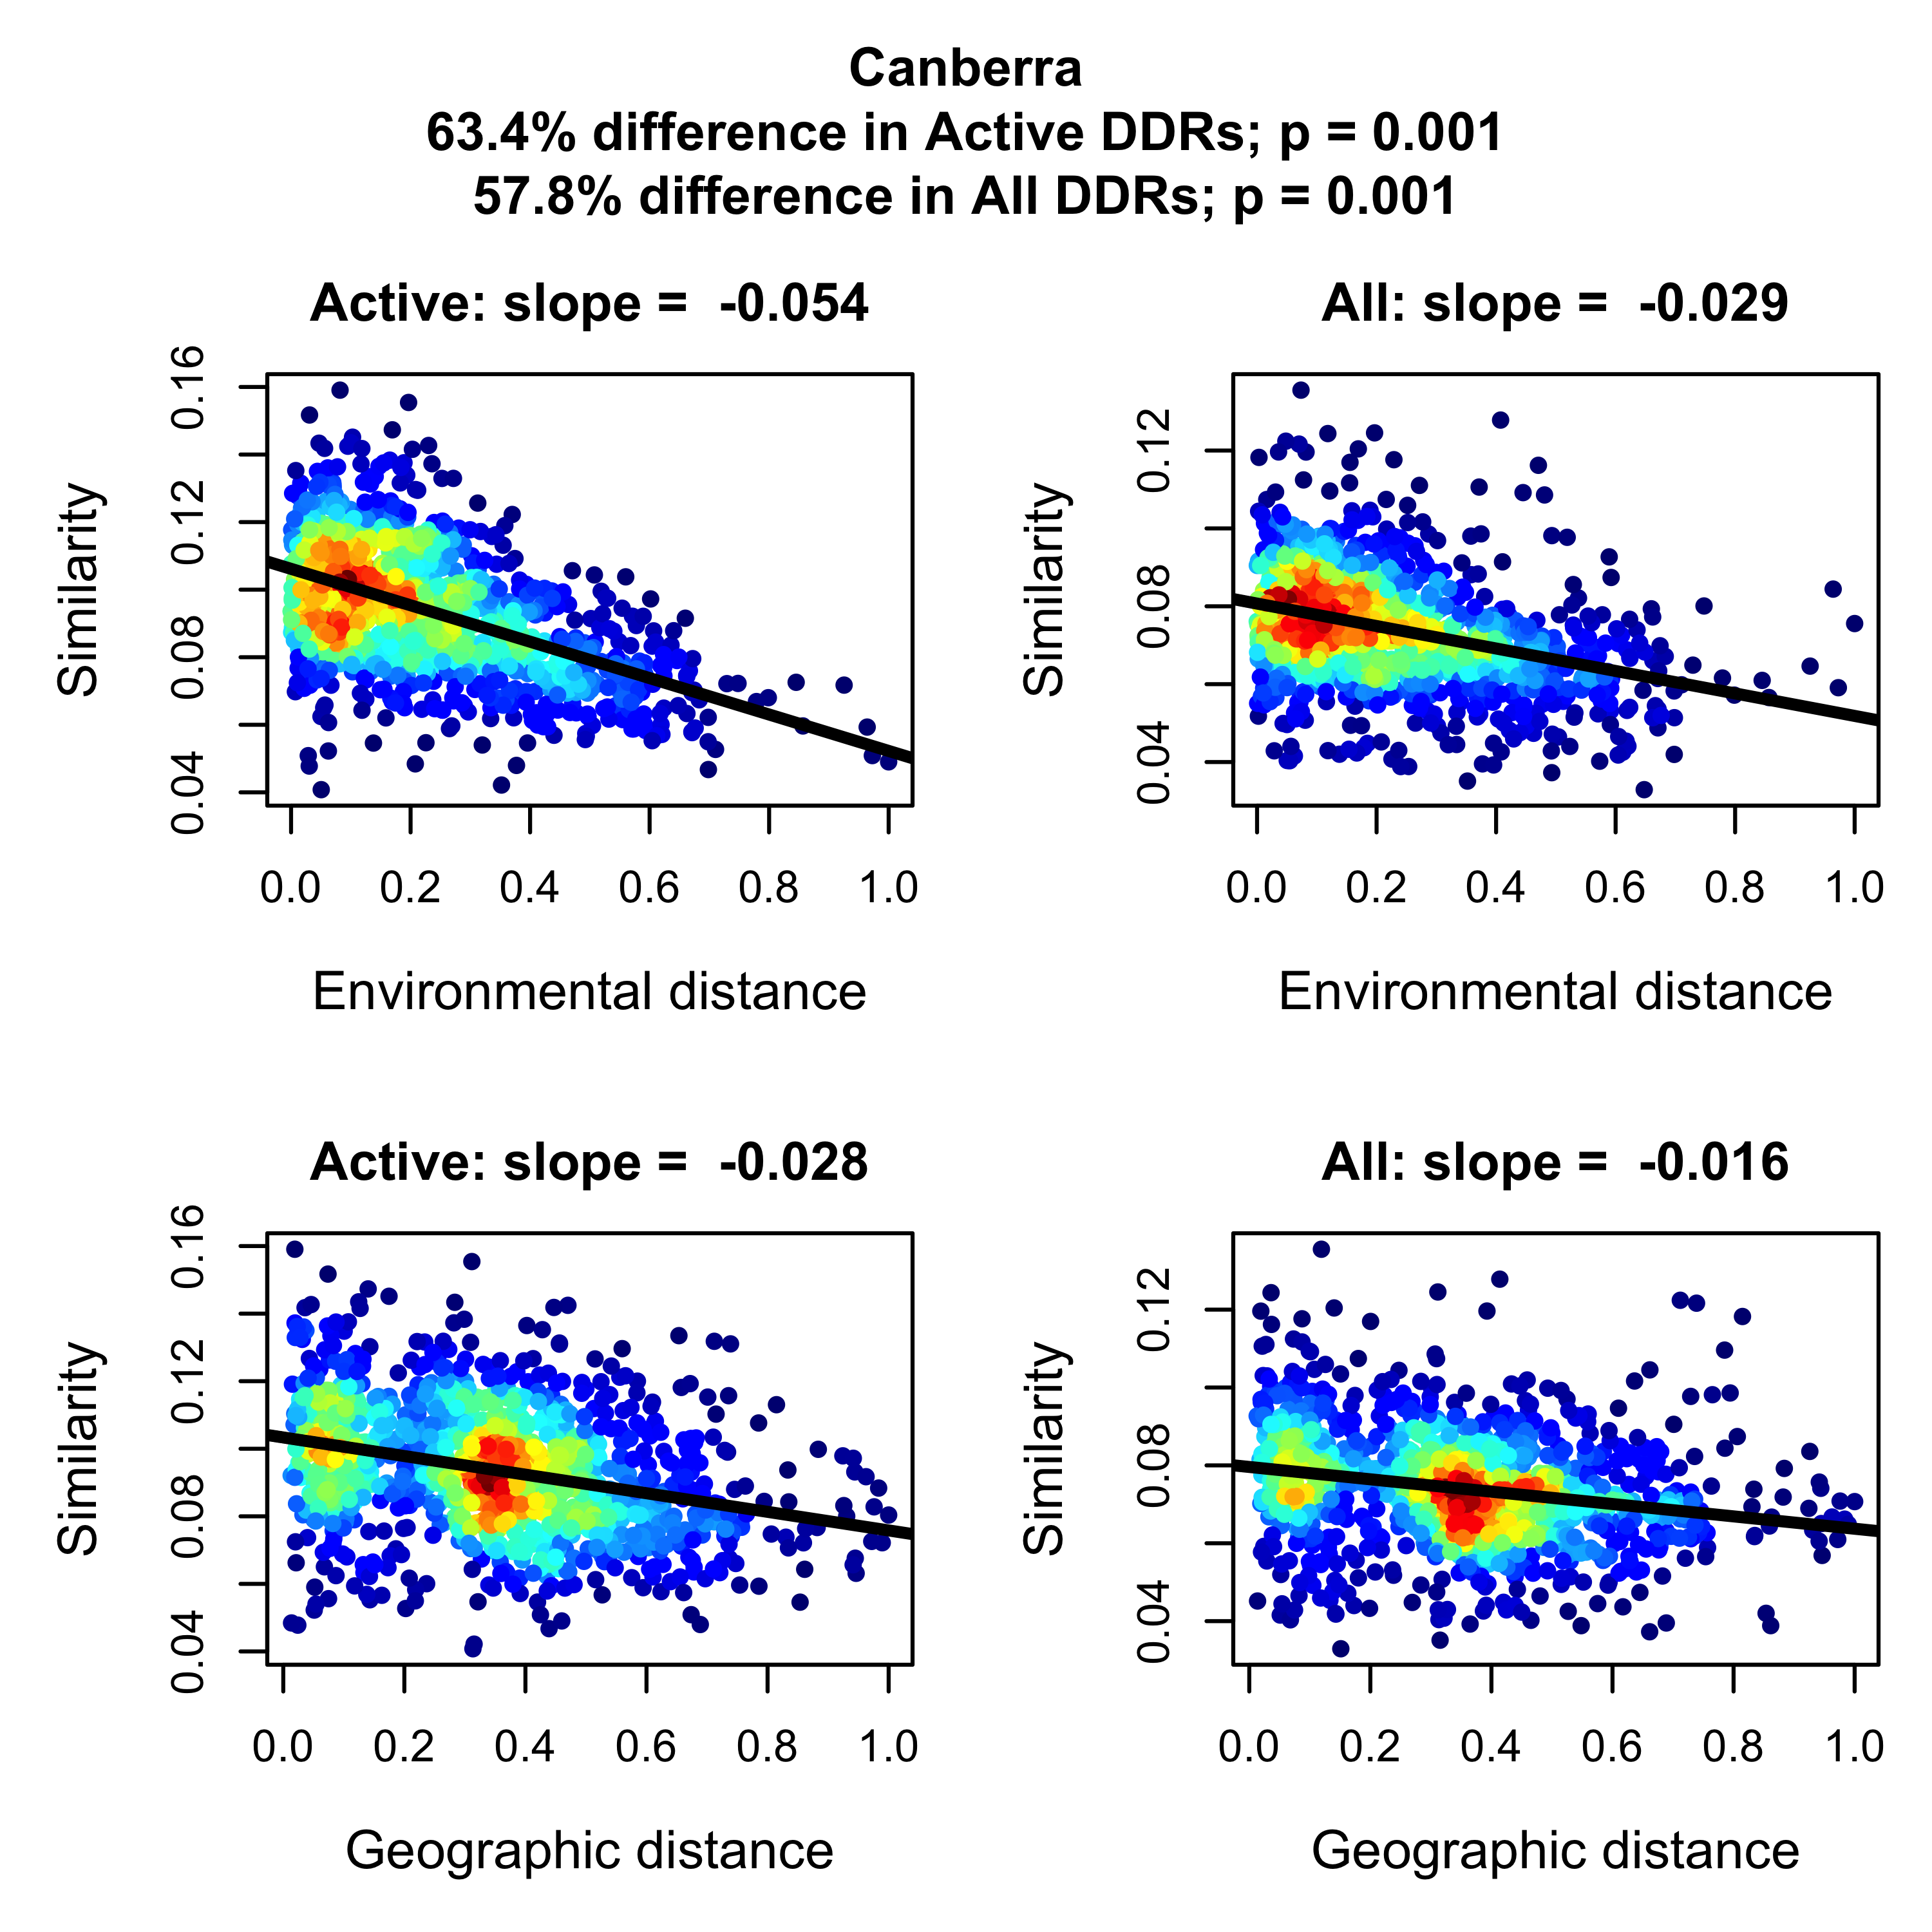 Canberra
63.4% difference in Active DDRs; p = 0.001
57.8% difference in All DDRs; p = 0.001
Active: slope = -0.054
Similarity
0.16
0.12
0.08
0.04
0.0 0.2 0.4 0.6 0.8 1.0
Environmental distance
All: slope = -0.029
Similarity
0.12
0.08
0.04
0.0 0.2 0.4 0.6 0.8 1.0
Environmental distance
Active: slope = -0.028
Similarity
0.16
0.12
0.08
0.04
0.0 0.2 0.4 0.6 0.8 1.0
Geographic distance
All: slope = -0.016
Similarity
0.12
0.08
0.04
0.0 0.2 0.4 0.6 0.8 1.0
Geographic distance